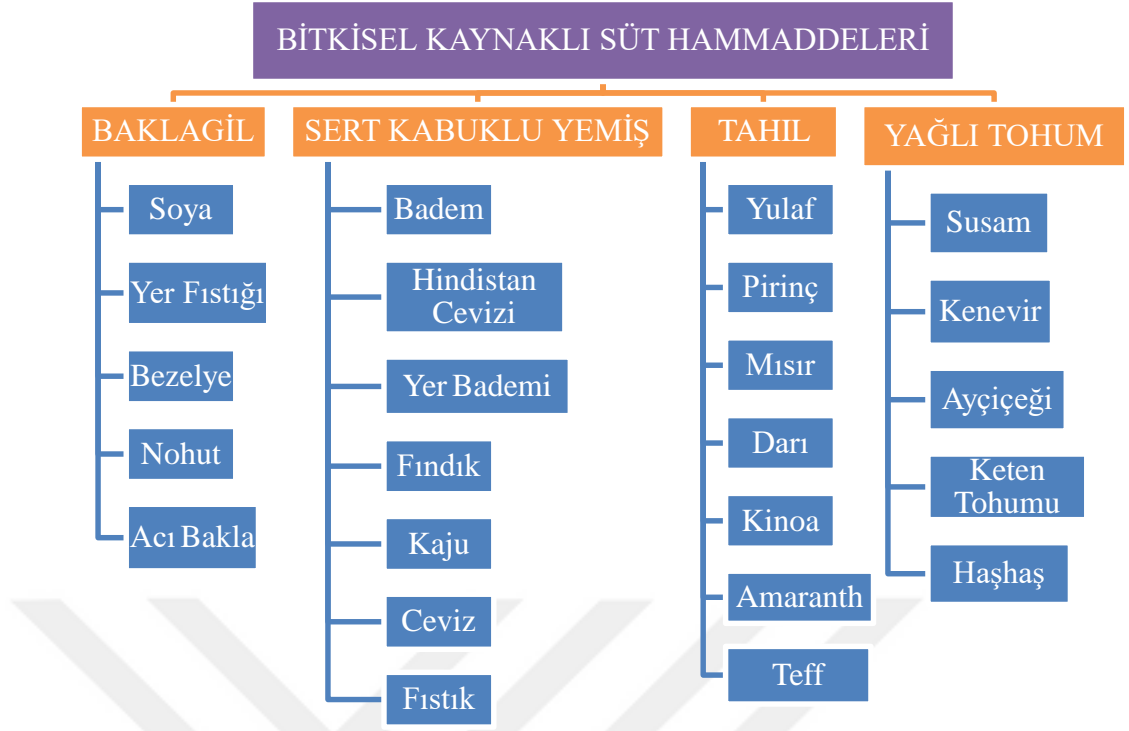 BİTKİSEL KAYNAKLI SÜT HAMMADDELERİ
BAKLAGİL
Soya
Yer Fıstığı
Bezelye
Nohut
Acı Bakla
SERT KABUKLU YEMİŞ
Badem
Hindistan
Cevizi
Yer Bademi
Fındık
Kaju
Ceviz
Fıstık
TAHIL
Yulaf
Pirinç
Mısır
Darı
Kinoa
Amaranth
Teff
YAĞLI TOHUM
Susam
Kenevir
Ayçiçeği
Keten
Tohumu
Haşhaş